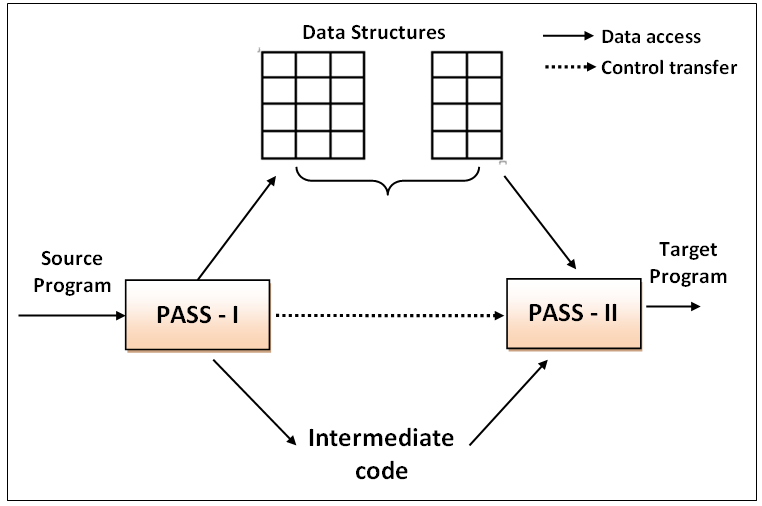 Data Structures
Data access
Control transfer
Source
Program
PASS - I
PASS - II
Target
Program
Intermediate
code